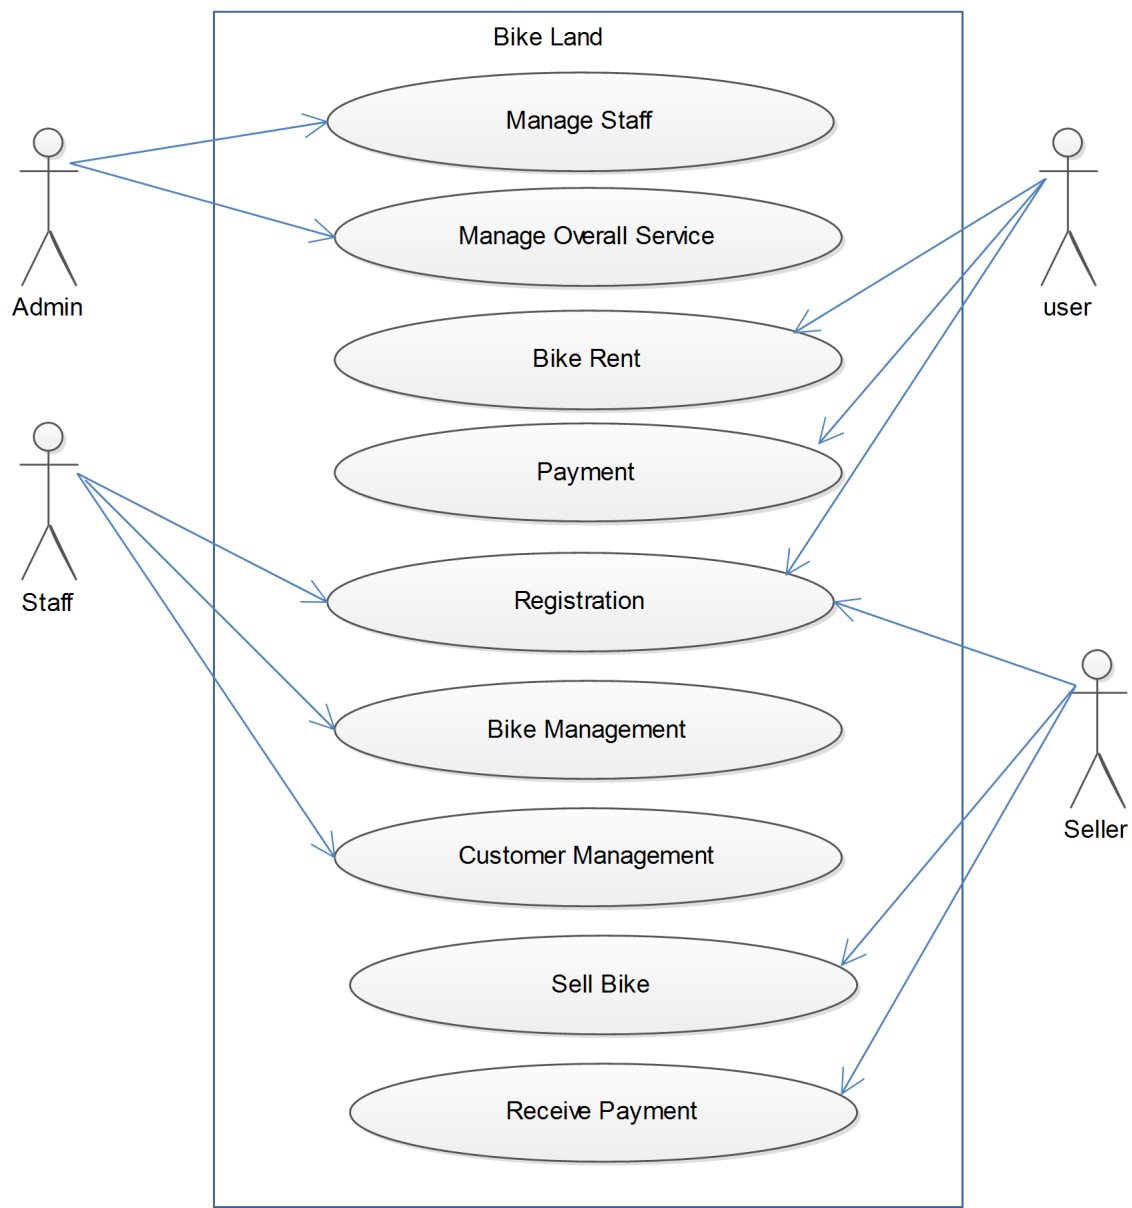 Bike Land
Manage Staff
Manage Overall Service
Admin
user
Bike Rent
Payment
Staff
Registration
Bike Management
Seller
Customer Management
Sell Bike
Receive Payment